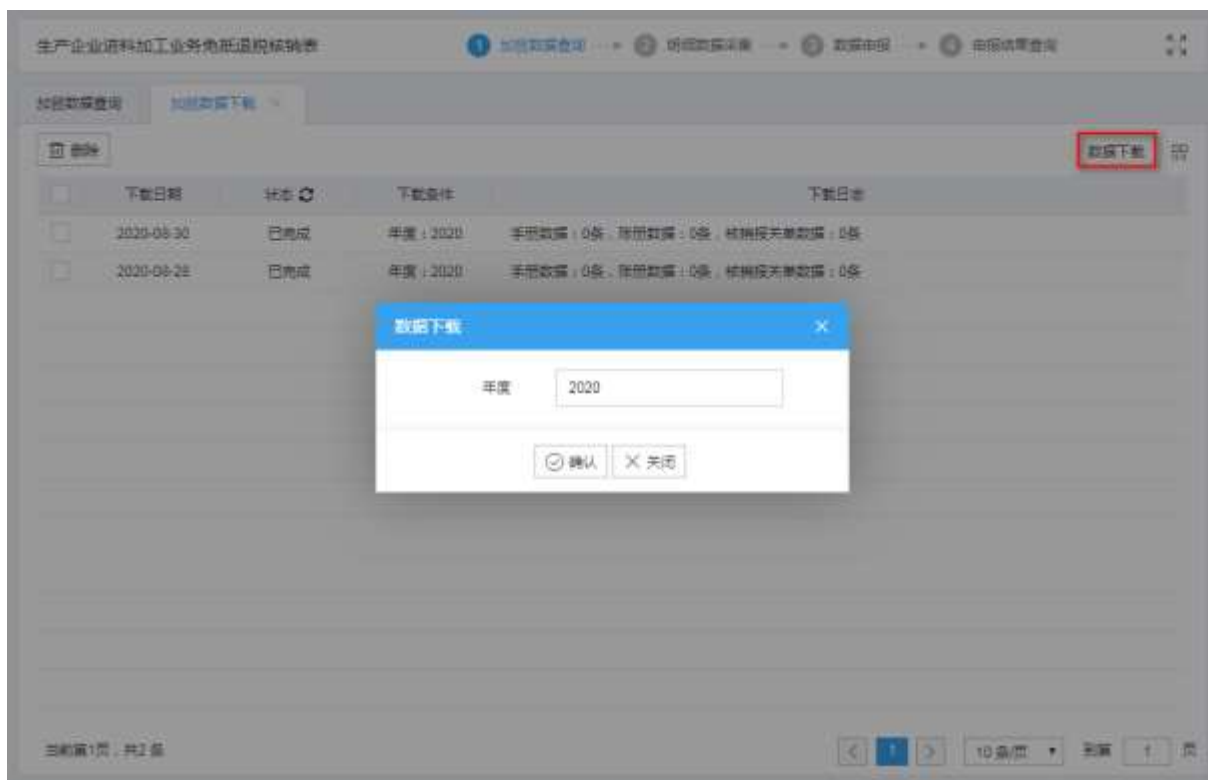 生产企业进料加工业务免抵退税核销表 1 加贸数据查询 2 明细数据采集 3 数据申报 4 申报结果查询
加贸数据查询 加贸数据下载 ×
删除 数据下载
下载日期 状态 下载条件 下载日志
2020-08-30 已完成 年度：2020 手册数据：0条，账册数据：0条，核销报关单数据：0条
2020-08-28 已完成 年度：2020 手册数据：0条，账册数据：0条，核销报关单数据：0条
数据下载 ×
年度 2020
确认 × 关闭
当前第1页，共2 条 < 1 > 10 条/页 到第 1 页